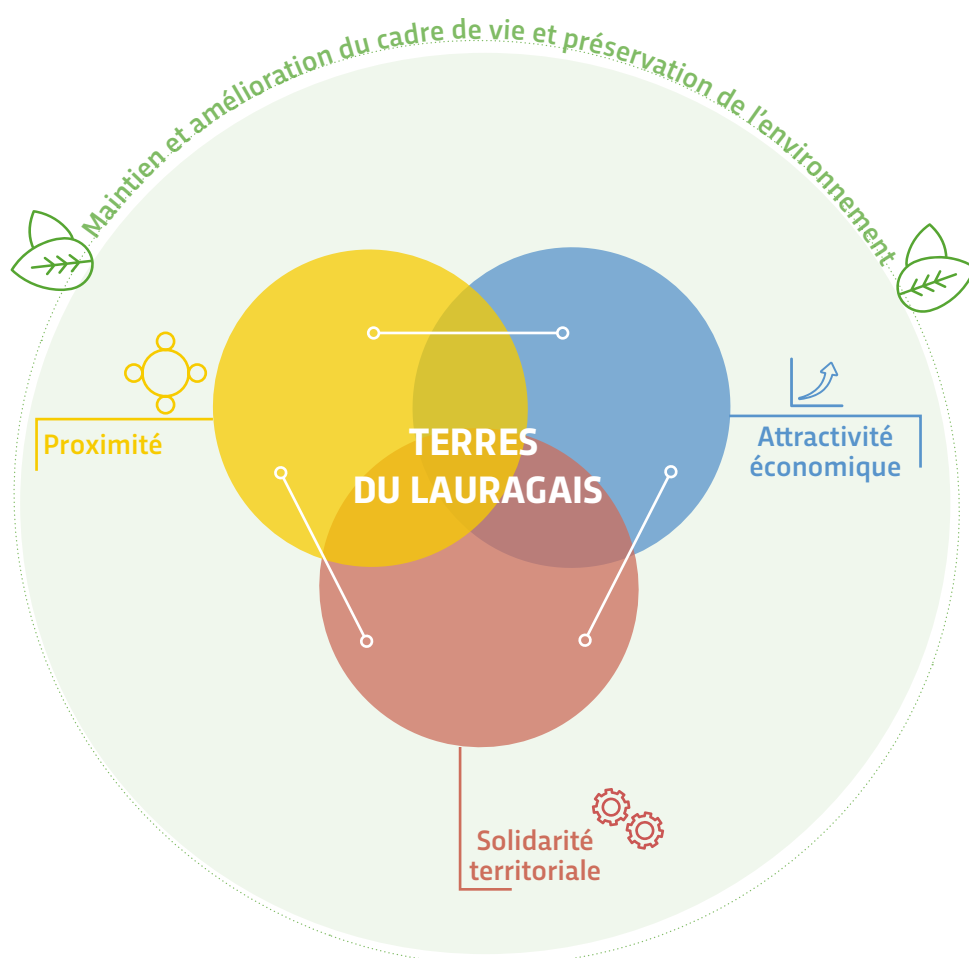 Maintien et amélioration du cadre de vie et préservation de l'environnement
Proximité
TERRES
DU LAURAGAIS
Attractivité
économique
Solidarité
territoriale